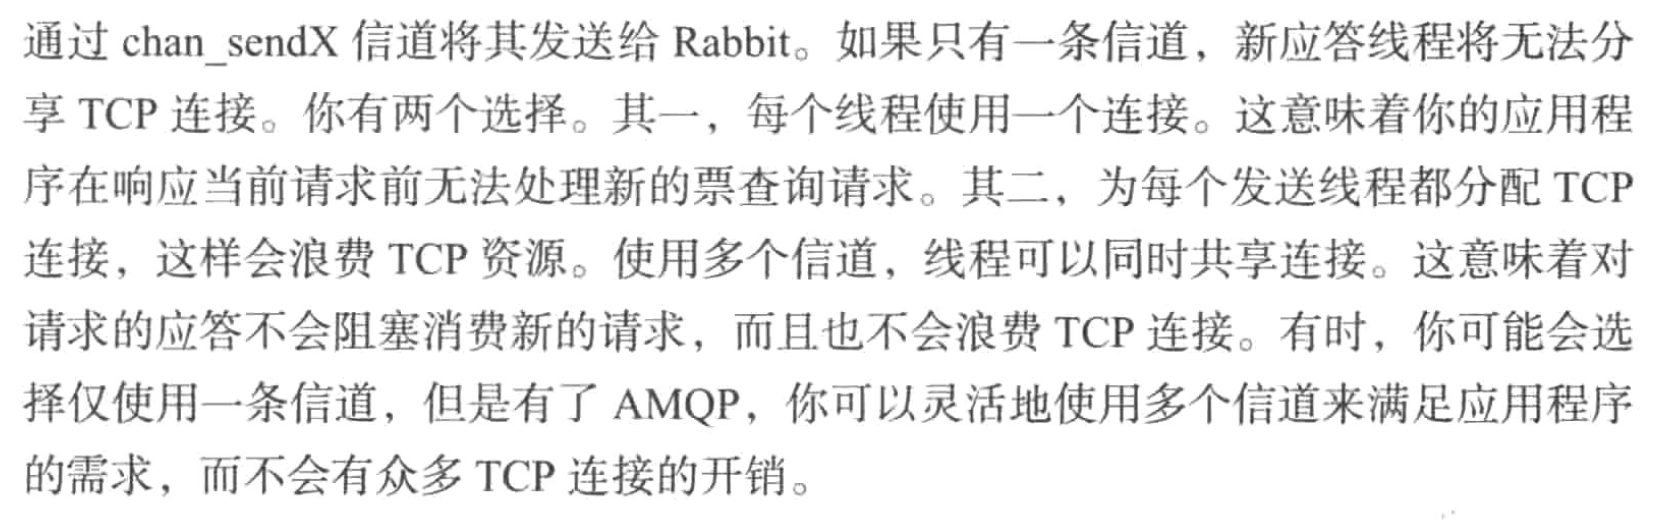 通过 chan_sendX 信道将其发送给 Rabbit。如果只有一条信道，新应答线程将无法分
享 TCP 连接。你有两个选择。其一，每个线程使用一个连接。这意味着你的应用程
序在响应当前请求前无法处理新的票查询请求。其二，为每个发送线程都分配 TCP
连接，这样会浪费 TCP 资源。使用多个信道，线程可以同时共享连接。这意味着对
请求的应答不会阻塞消费新的请求，而且也不会浪费 TCP 连接。有时，你可能会选
择仅使用一条信道，但是有了 AMQP，你可以灵活地使用多个信道来满足应用程序
的需求，而不会有众多 TCP 连接的开销。